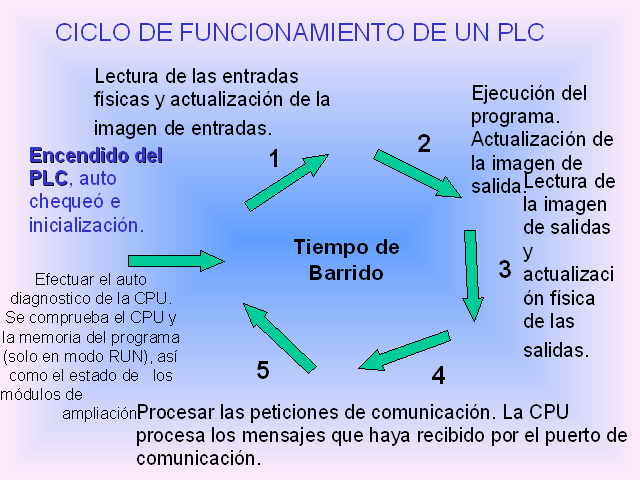 CICLO DE FUNCIONAMIENTO DE UN PLC
Lectura de las entradas
físicas y actualización de la
imagen de entradas.
1
2
Ejecución del
programa.
Actualización de
la imagen de
salida.
Encendido del
PLC, auto
chequeó e
inicialización.
Lectura de
la imagen
de salidas
y
actualizaci
ón física
de las
salidas.
3
Tiempo de
Barrido
Efectuar el auto
diagnostico de la CPU.
Se comprueba el CPU y
la memoria del programa
(solo en modo RUN), así
como el estado de los
módulos de
ampliación
5
4
Procesar las peticiones de comunicación. La CPU
procesa los mensajes que haya recibido por el puerto de
comunicación.